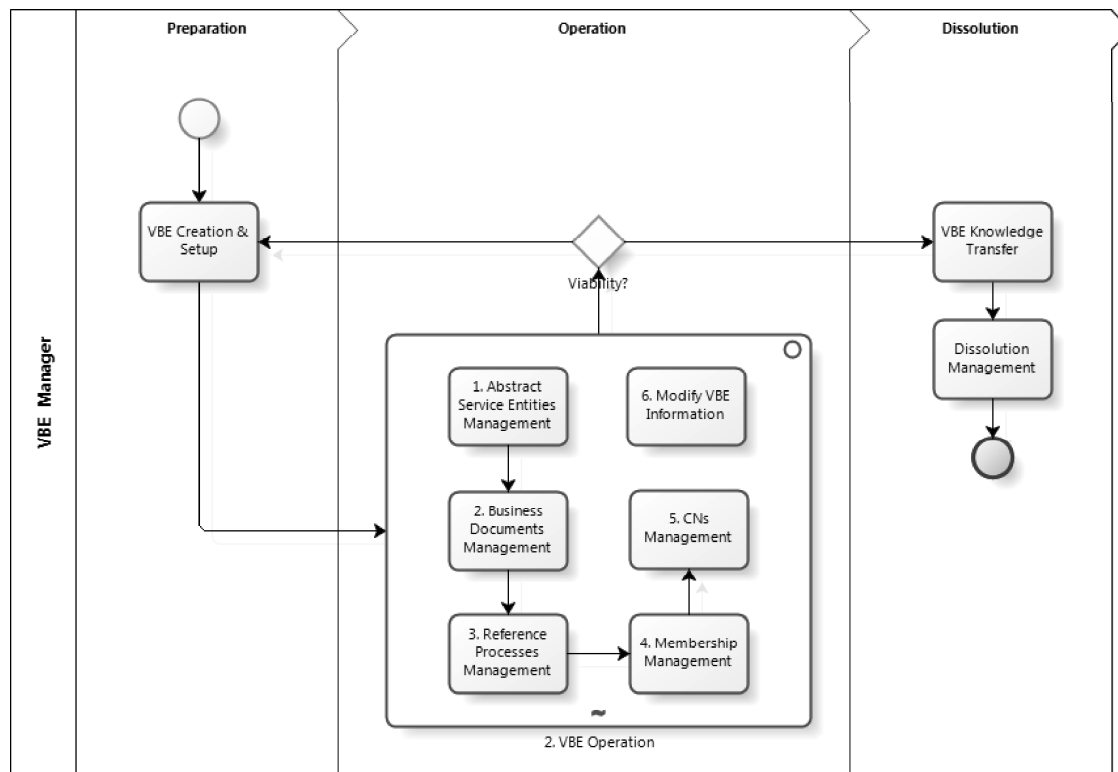 Preparation
Operation
Dissolution
VBE Manager
VBE Creation &
Setup
Viability?
VBE Knowledge
Transfer
Dissolution
Management
1. Abstract
Service Entities
Management
6. Modify VBE
Information
2. Business
Documents
Management
5. CNs
Management
3. Reference
Processes
Management
4. Membership
Management
~
2. VBE Operation